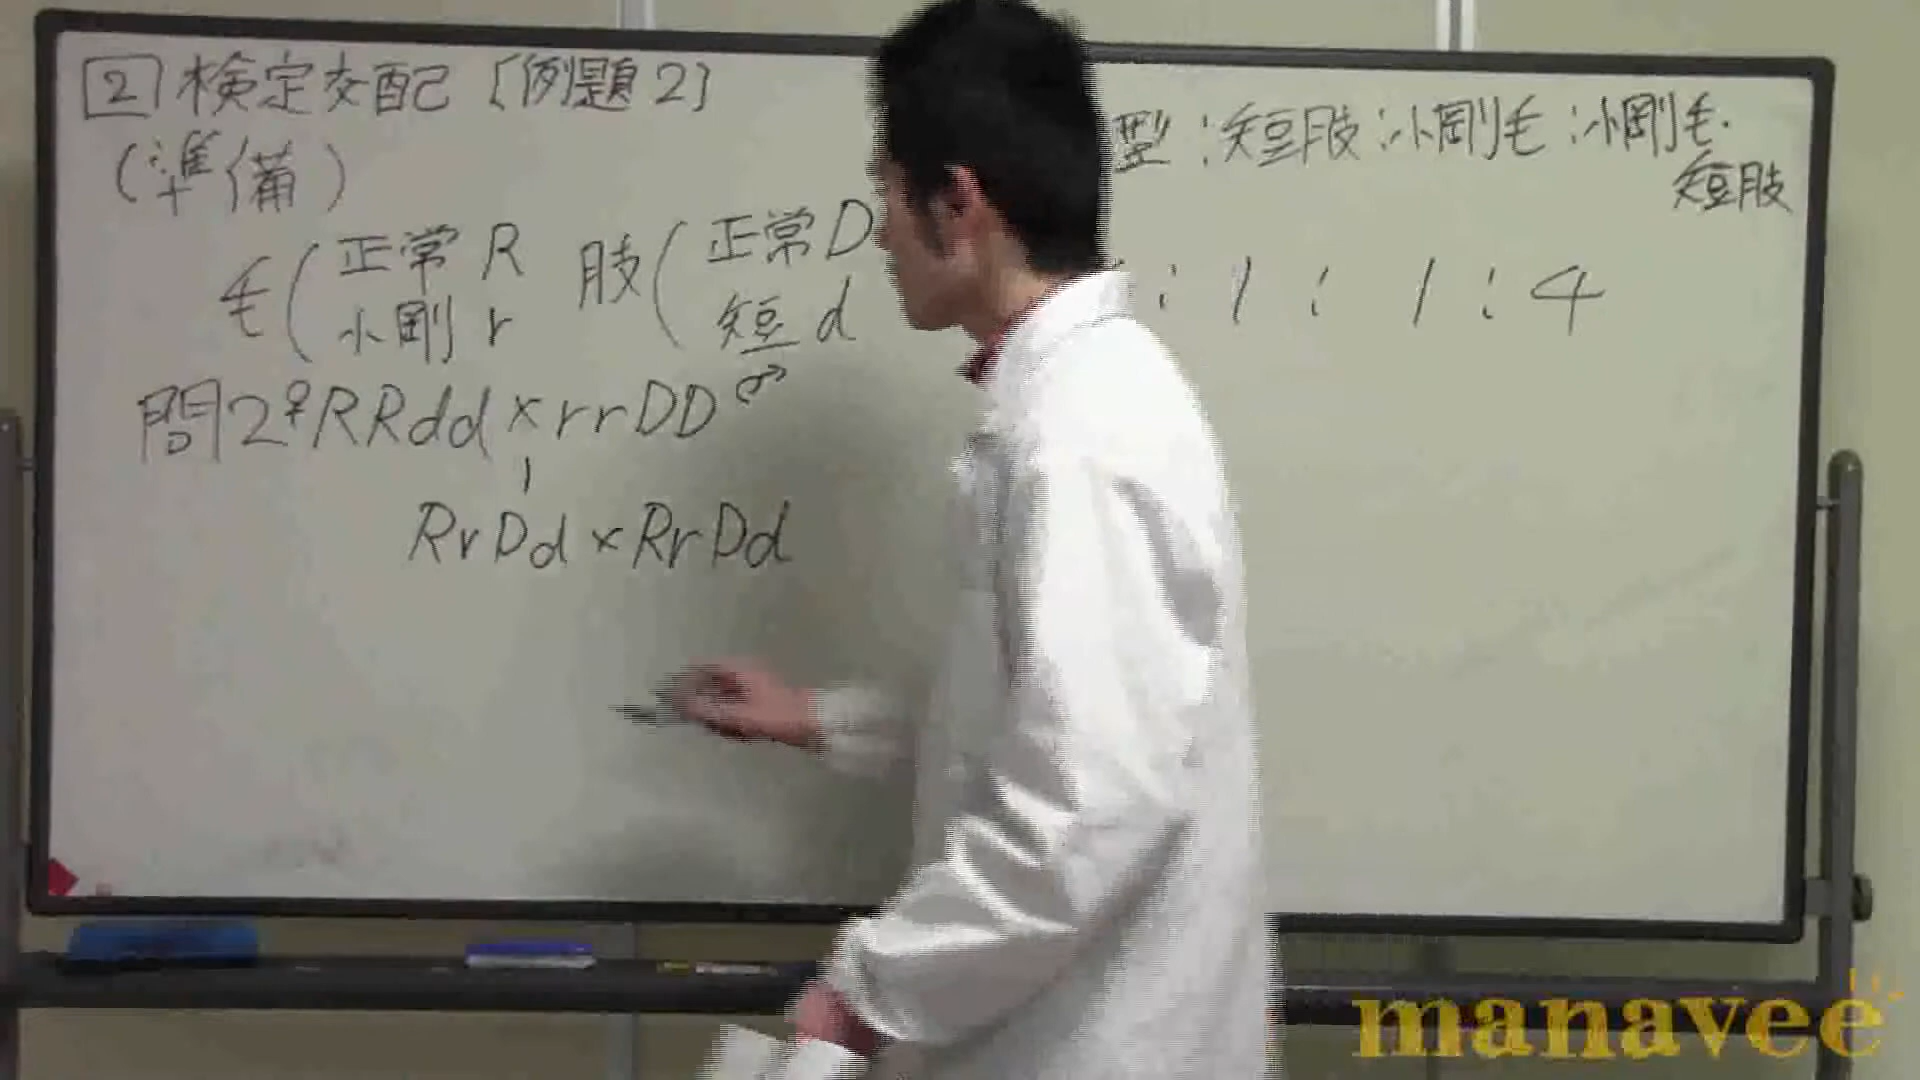 2 検定交配 〔例題2〕
(準備)
毛 ( 正常 R
小剛 r
肢 ( 正常 D
短 d
問2 ♀RRdd × rrDD ♂
RrDd × RrDd
型 : 短肢 : 小剛毛 : 小剛毛・
短肢
: 1 : 1 : 4
manavee